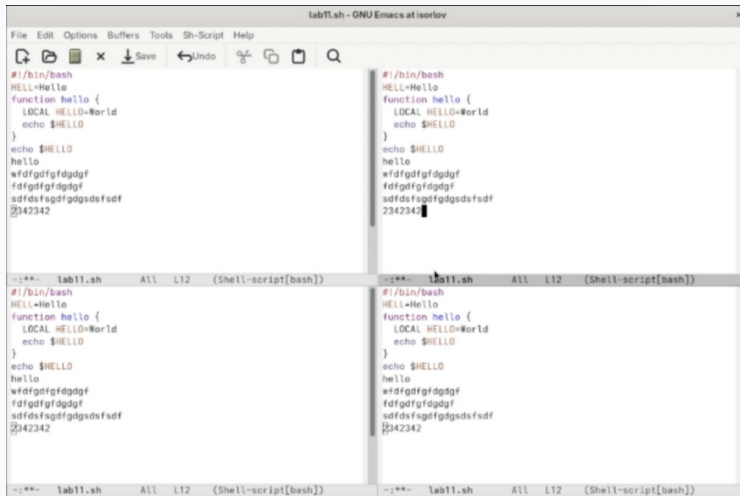 lab11.sh - GNU Emacs at isorlov
File Edit Options Buffers Tools Sh-Script Help
Save Undo
#!/bin/bash
HELL=Hello
function hello {
LOCAL HELLO=World
echo $HELLO
}
echo $HELLO
hello
wfdfgdfgfdgdgf
fdfgdfgfdgdgf
sdfdsfsgdfgdgsdsfsdf
2342342
-:**- lab11.sh All L12 (Shell-script[bash])
#!/bin/bash
HELL=Hello
function hello {
LOCAL HELLO=World
echo $HELLO
}
echo $HELLO
hello
wfdfgdfgfdgdgf
fdfgdfgfdgdgf
sdfdsfsgdfgdgsdsfsdf
2342342
-:**- lab11.sh All L12 (Shell-script[bash])
#!/bin/bash
HELL=Hello
function hello {
LOCAL HELLO=World
echo $HELLO
}
echo $HELLO
hello
wfdfgdfgfdgdgf
fdfgdfgfdgdgf
sdfdsfsgdfgdgsdsfsdf
2342342
-:**- lab11.sh All L12 (Shell-script[bash])
#!/bin/bash
HELL=Hello
function hello {
LOCAL HELLO=World
echo $HELLO
}
echo $HELLO
hello
wfdfgdfgfdgdgf
fdfgdfgfdgdgf
sdfdsfsgdfgdgsdsfsdf
2342342
-:**- lab11.sh All L12 (Shell-script[bash])